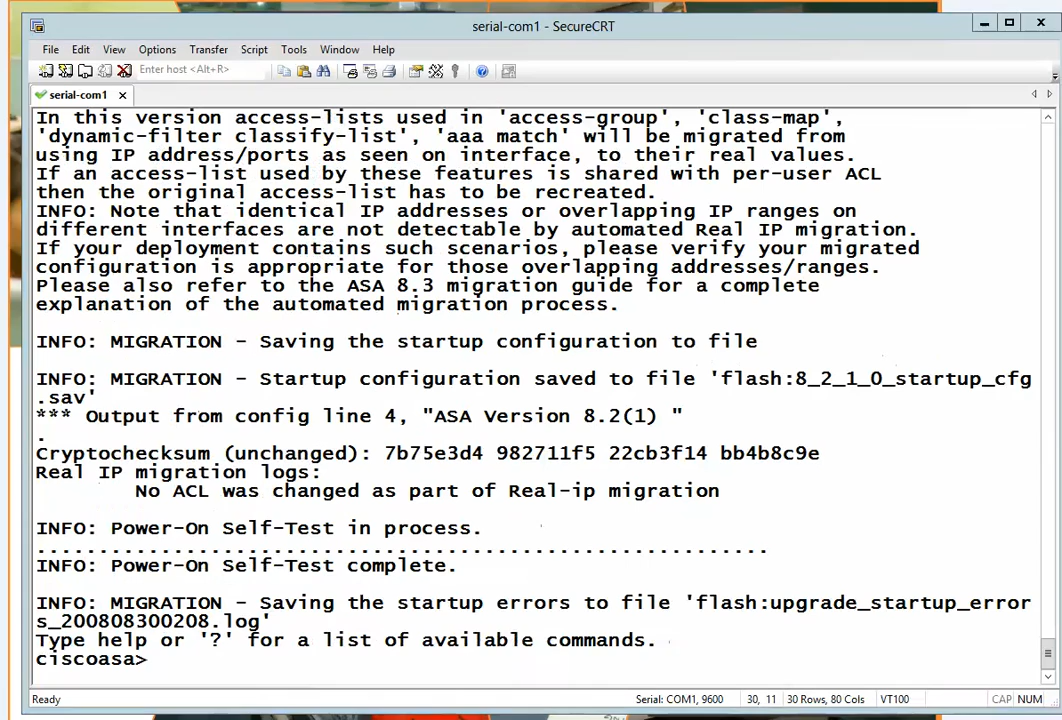 serial-com1 - SecureCRT
File Edit View Options Transfer Script Tools Window Help
Enter host <Alt+R>
serial-com1
In this version access-lists used in 'access-group', 'class-map',
'dynamic-filter classify-list', 'aaa match' will be migrated from
using IP address/ports as seen on interface, to their real values.
If an access-list used by these features is shared with per-user ACL
then the original access-list has to be recreated.
INFO: Note that identical IP addresses or overlapping IP ranges on
different interfaces are not detectable by automated Real IP migration.
If your deployment contains such scenarios, please verify your migrated
configuration is appropriate for those overlapping addresses/ranges.
Please also refer to the ASA 8.3 migration guide for a complete
explanation of the automated migration process.
INFO: MIGRATION - Saving the startup configuration to file
INFO: MIGRATION - Startup configuration saved to file 'flash:8_2_1_0_startup_cfg
.sav'
*** Output from config line 4, "ASA Version 8.2(1) "
.
Cryptochecksum (unchanged): 7b75e3d4 982711f5 22cb3f14 bb4b8c9e
Real IP migration logs:
No ACL was changed as part of Real-ip migration
INFO: Power-On Self-Test in process.
...........................................................
INFO: Power-On Self-Test complete.
INFO: MIGRATION - Saving the startup errors to file 'flash:upgrade_startup_error
s_200808300208.log'
Type help or '?' for a list of available commands.
ciscoasa>
Ready Serial: COM1, 9600 30, 11 30 Rows, 80 Cols VT100 CAP NUM